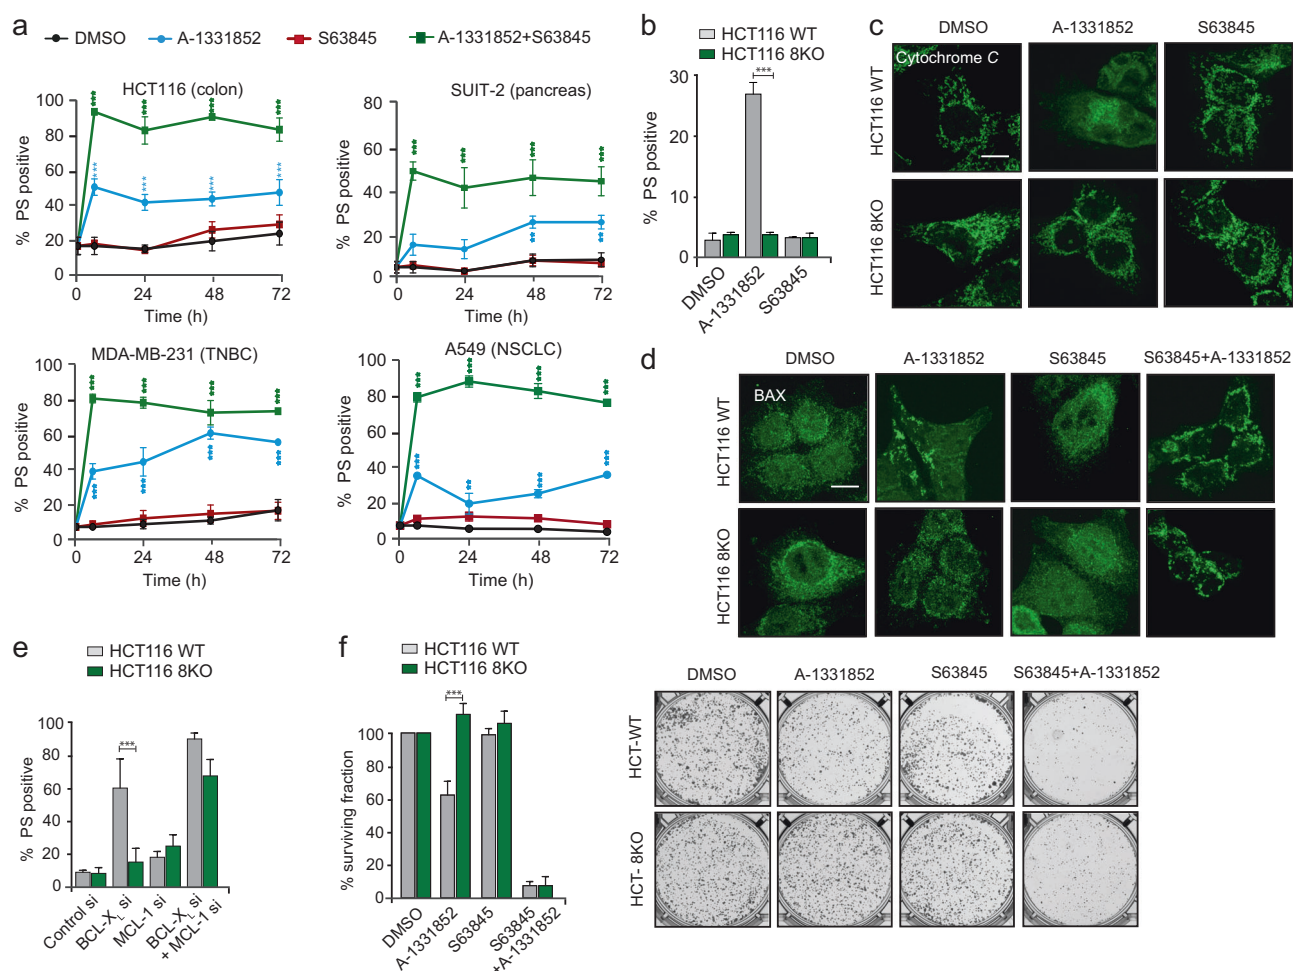 a
DMSO
A-1331852
S63845
A-1331852+S63845
HCT116 (colon)
% PS positive
100
80
60
40
20
0
***
***
***
***
***
***
***
***
0
24
48
72
Time (h)
SUIT-2 (pancreas)
% PS positive
80
60
40
20
0
***
***
***
***
**
**
0
24
48
72
Time (h)
MDA-MB-231 (TNBC)
% PS positive
100
80
60
40
20
0
***
***
***
***
***
***
***
***
0
24
48
72
Time (h)
A549 (NSCLC)
% PS positive
100
80
60
40
20
0
***
***
***
***
***
**
***
***
0
24
48
72
Time (h)
b
HCT116 WT
HCT116 8KO
% PS positive
30
20
10
0
***
DMSO
A-1331852
S63845
c
DMSO
A-1331852
S63845
HCT116 WT
Cytochrome C
HCT116 8KO
d
DMSO
A-1331852
S63845
S63845+A-1331852
HCT116 WT
BAX
HCT116 8KO
e
HCT116 WT
HCT116 8KO
% PS positive
100
80
60
40
20
0
***
Control si
BCL-XL si
MCL-1 si
BCL-XL si
+ MCL-1 si
f
HCT116 WT
HCT116 8KO
% surviving fraction
100
80
60
40
20
0
***
DMSO
A-1331852
S63845
S63845
+A-1331852
DMSO
A-1331852
S63845
S63845+A-1331852
HCT-WT
HCT- 8KO